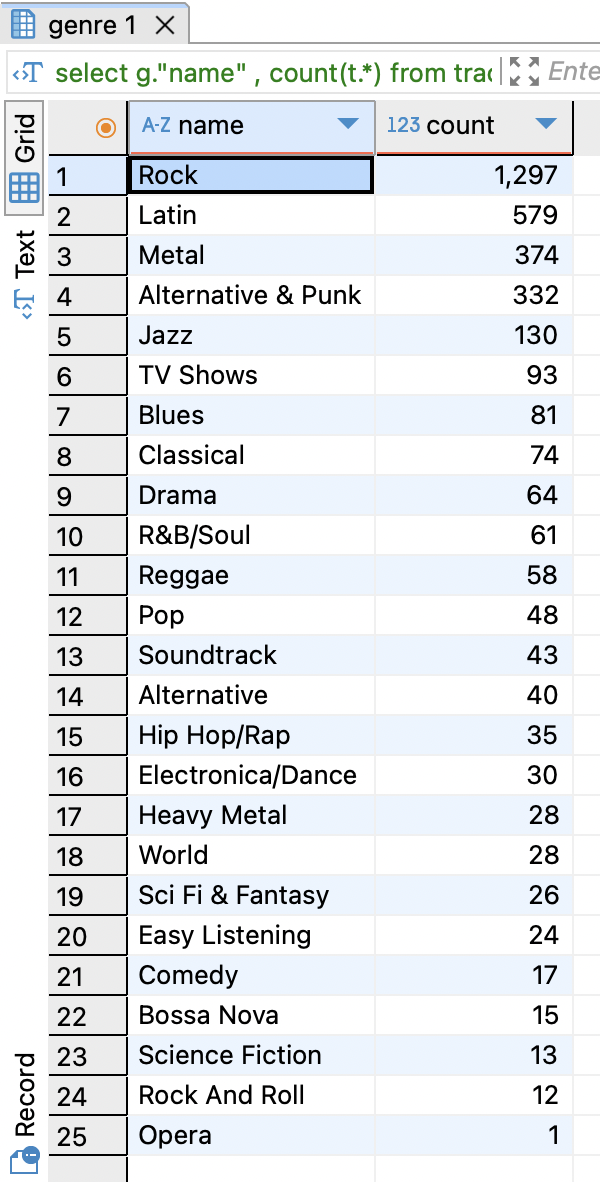 genre 1
select g."name" , count(t.*) from trac Ente
Grid
Text
Record
A-Z name 123 count
1 Rock 1,297
2 Latin 579
3 Metal 374
4 Alternative & Punk 332
5 Jazz 130
6 TV Shows 93
7 Blues 81
8 Classical 74
9 Drama 64
10 R&B/Soul 61
11 Reggae 58
12 Pop 48
13 Soundtrack 43
14 Alternative 40
15 Hip Hop/Rap 35
16 Electronica/Dance 30
17 Heavy Metal 28
18 World 28
19 Sci Fi & Fantasy 26
20 Easy Listening 24
21 Comedy 17
22 Bossa Nova 15
23 Science Fiction 13
24 Rock And Roll 12
25 Opera 1